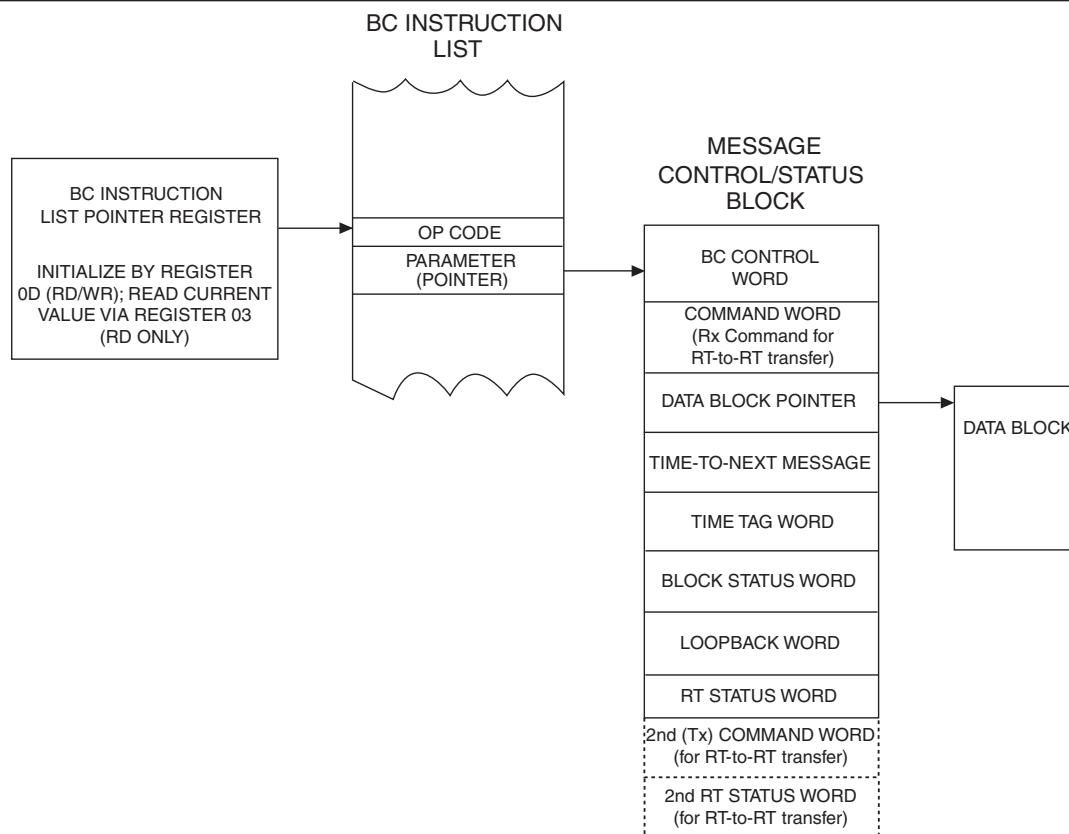 BC INSTRUCTION
LIST
BC INSTRUCTION
LIST POINTER REGISTER
INITIALIZE BY REGISTER
0D (RD/WR); READ CURRENT
VALUE VIA REGISTER 03
(RD ONLY)
OP CODE
PARAMETER
(POINTER)
MESSAGE
CONTROL/STATUS
BLOCK
BC CONTROL
WORD
COMMAND WORD
(Rx Command for
RT-to-RT transfer)
DATA BLOCK POINTER
TIME-TO-NEXT MESSAGE
TIME TAG WORD
BLOCK STATUS WORD
LOOPBACK WORD
RT STATUS WORD
2nd (Tx) COMMAND WORD
(for RT-to-RT transfer)
2nd RT STATUS WORD
(for RT-to-RT transfer)
DATA BLOCK